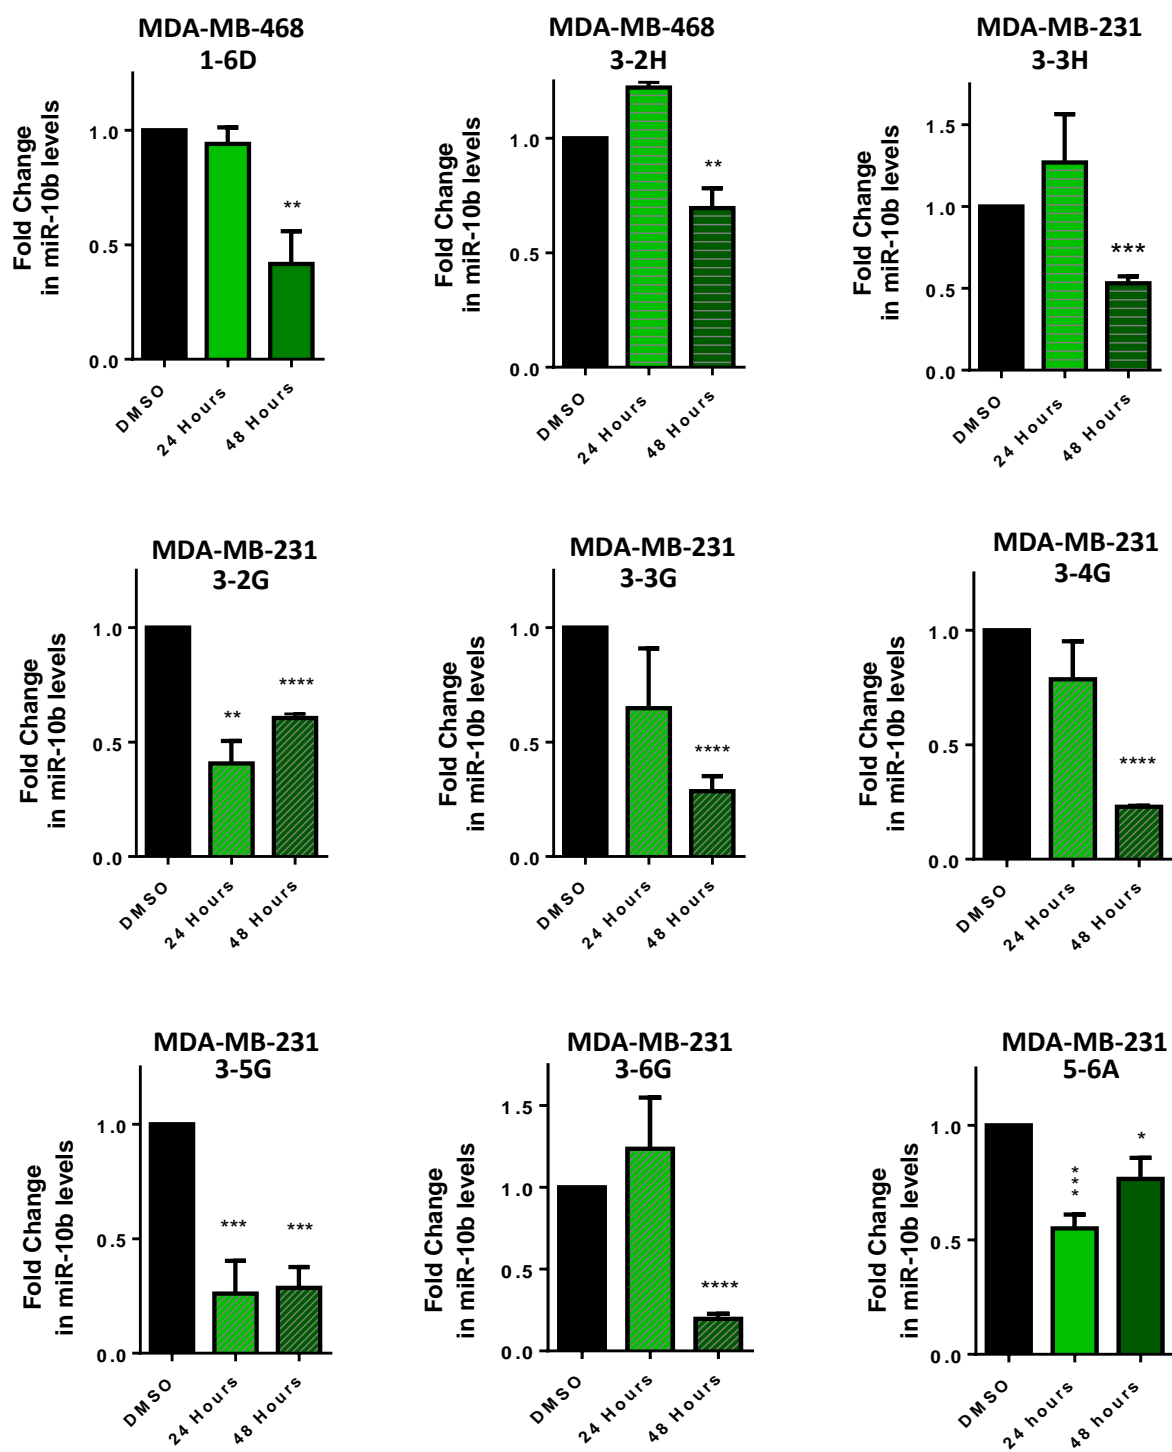 MDA-MB-468
1-6D
Fold Change
in miR-10b levels
1.0
0.5
0.0
**
DMSO
24 Hours
48 Hours
MDA-MB-468
3-2H
Fold Change
in miR-10b levels
1.0
0.5
0.0
**
DMSO
24 Hours
48 Hours
MDA-MB-231
3-3H
Fold Change
in miR-10b levels
1.5
1.0
0.5
0.0
***
DMSO
24 Hours
48 Hours
MDA-MB-231
3-2G
Fold Change
in miR-10b levels
1.0
0.5
0.0
**
****
DMSO
24 Hours
48 Hours
MDA-MB-231
3-3G
Fold Change
in miR-10b levels
1.0
0.5
0.0
****
DMSO
24 Hours
48 Hours
MDA-MB-231
3-4G
Fold Change
in miR-10b levels
1.0
0.5
0.0
****
DMSO
24 Hours
48 Hours
MDA-MB-231
3-5G
Fold Change
in miR-10b levels
1.0
0.5
0.0
***
***
DMSO
24 Hours
48 Hours
MDA-MB-231
3-6G
Fold Change
in miR-10b levels
1.5
1.0
0.5
0.0
****
DMSO
24 Hours
48 Hours
MDA-MB-231
5-6A
Fold Change
in miR-10b levels
1.0
0.5
0.0
***
*
DMSO
24 hours
48 hours